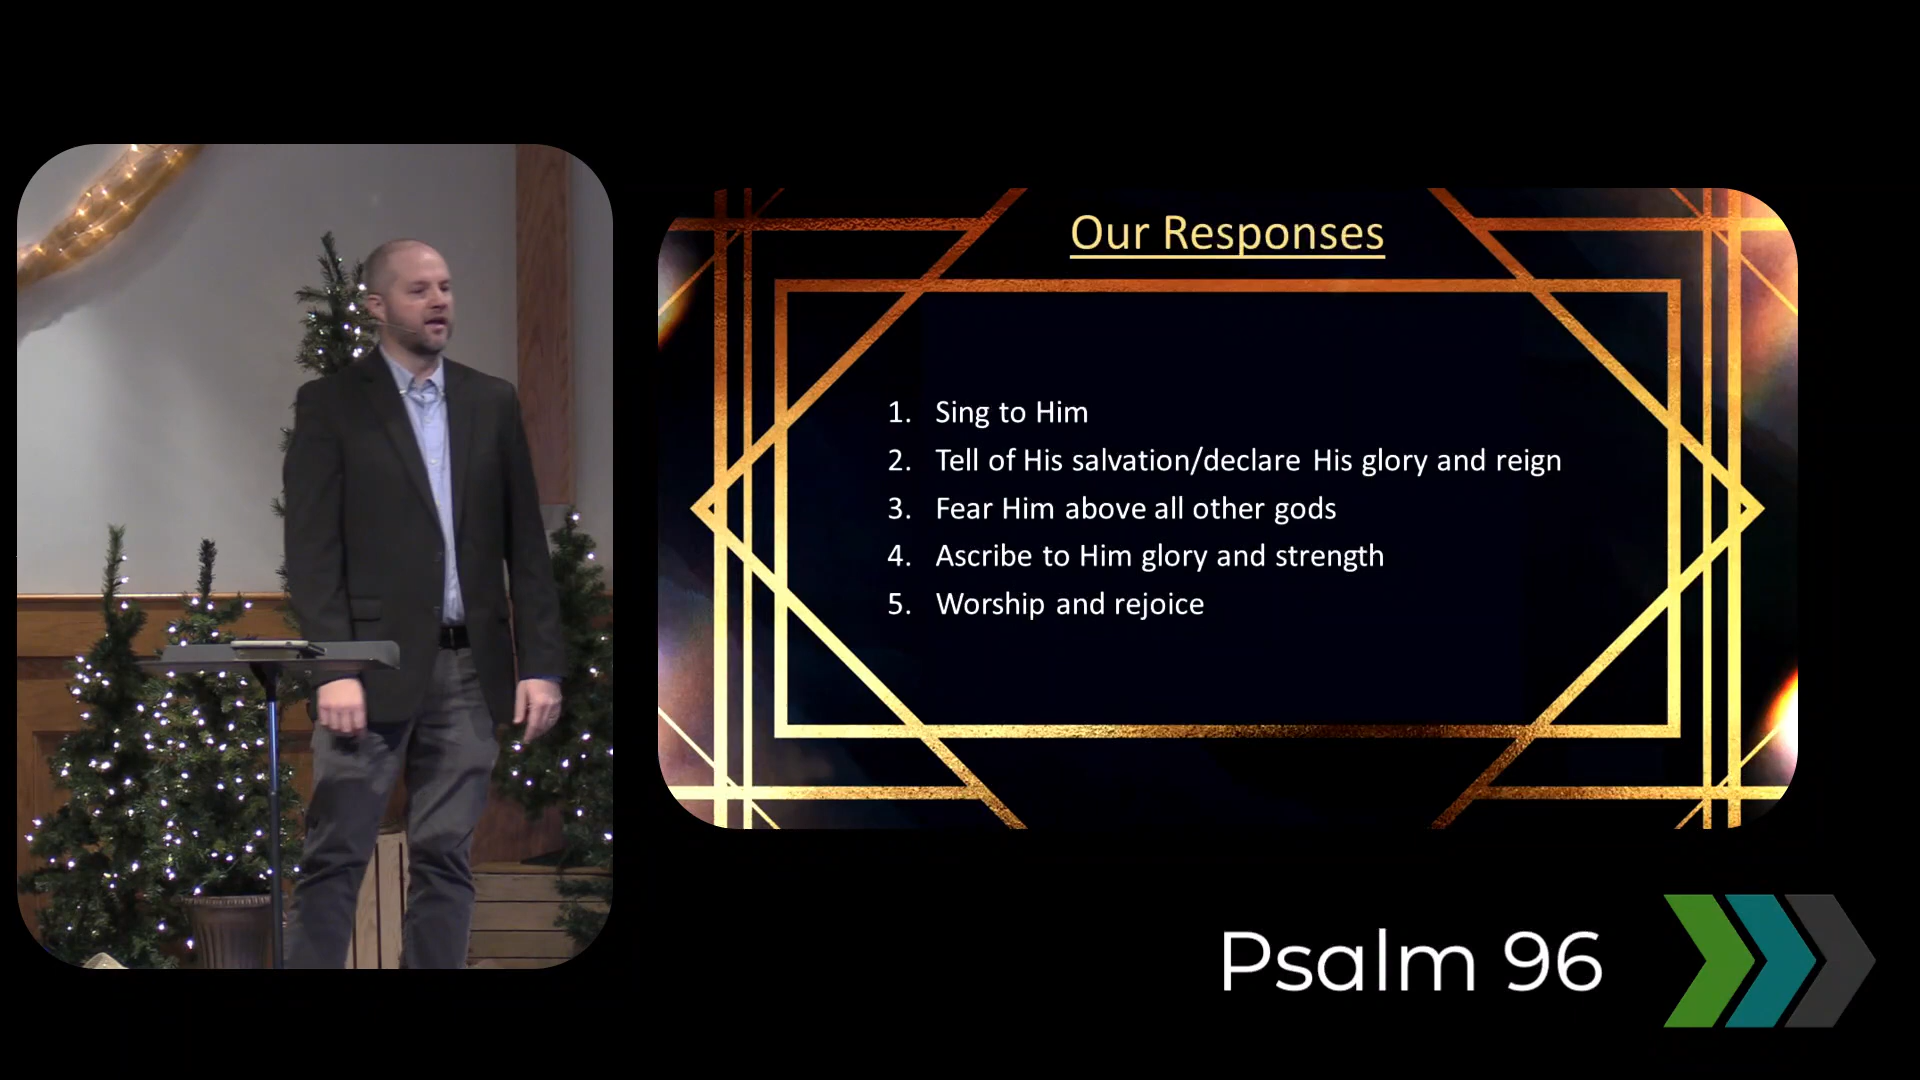 Our Responses
1. Sing to Him
2. Tell of His salvation/declare His glory and reign
3. Fear Him above all other gods
4. Ascribe to Him glory and strength
5. Worship and rejoice
Psalm 96